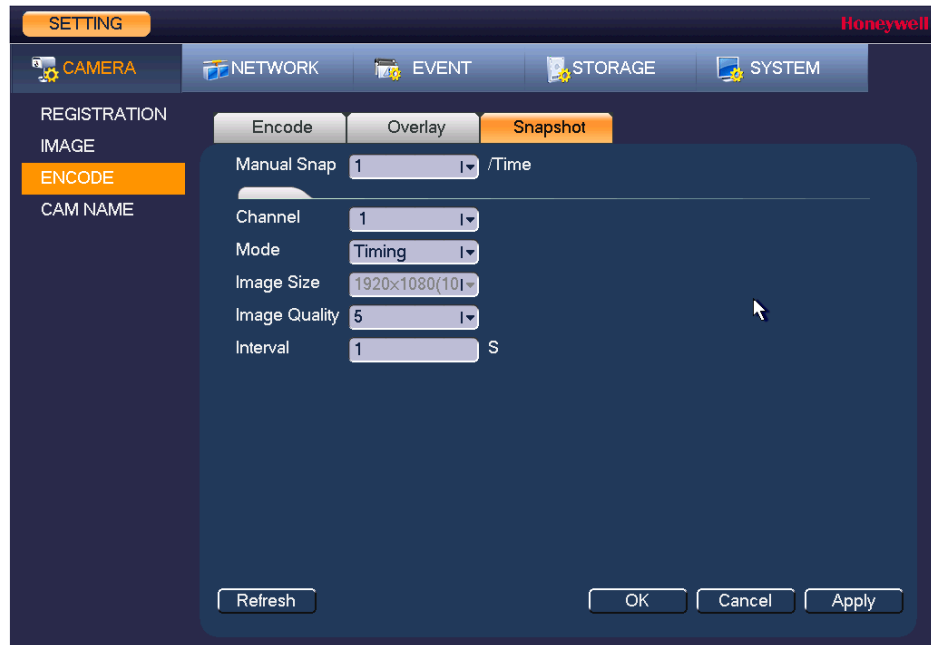 SETTING Honeywell
CAMERA NETWORK EVENT STORAGE SYSTEM
REGISTRATION
IMAGE
ENCODE
CAM NAME
Encode Overlay Snapshot
Manual Snap 1 /Time
Channel 1
Mode Timing
Image Size 1920x1080(10
Image Quality 5
Interval 1 S
Refresh OK Cancel Apply